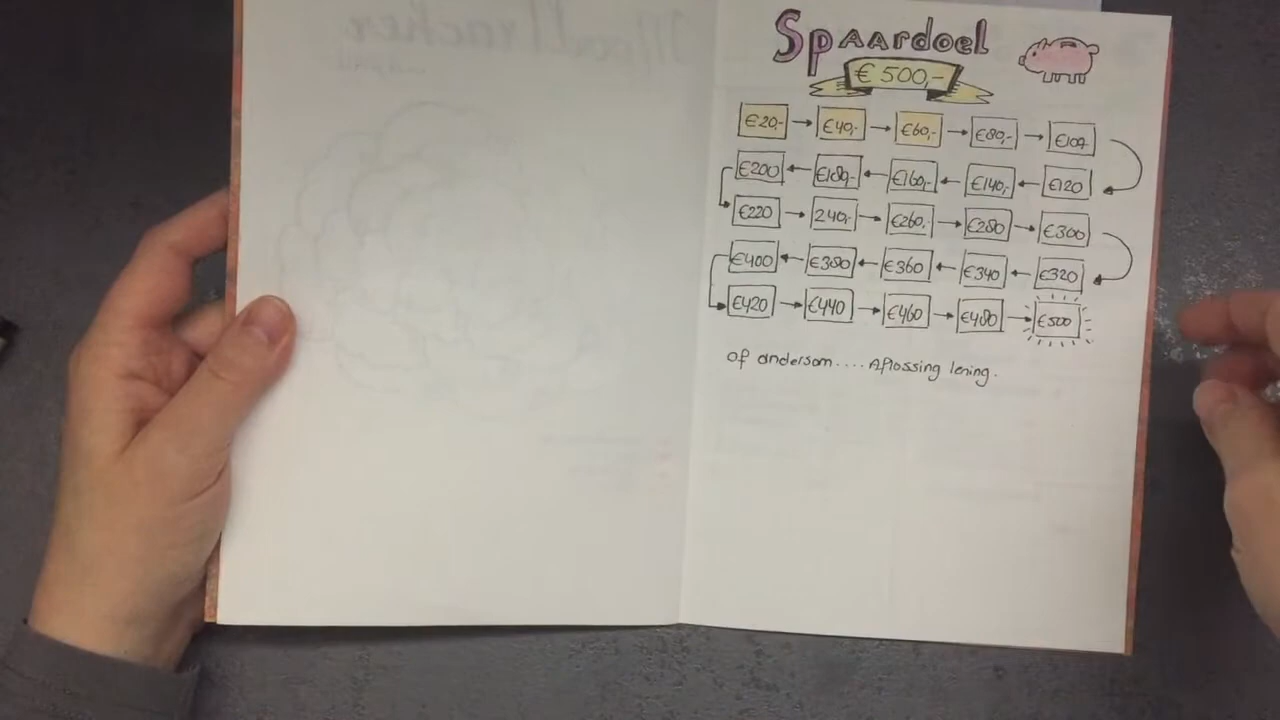 Spaardoel
€ 500,-
€20,- → €40,- → €60,- → €80,- → €100,-
€200 ← €180,- ← €160,- ← €140,- ← €120
€220 → 240,- → €260,- → €280 → €300
€400 ← €380 ← €360 ← €340 ← €320
€420 → €440 → €460 → €480 → €500
of andersom.... Aflossing lening.
Moodtracker